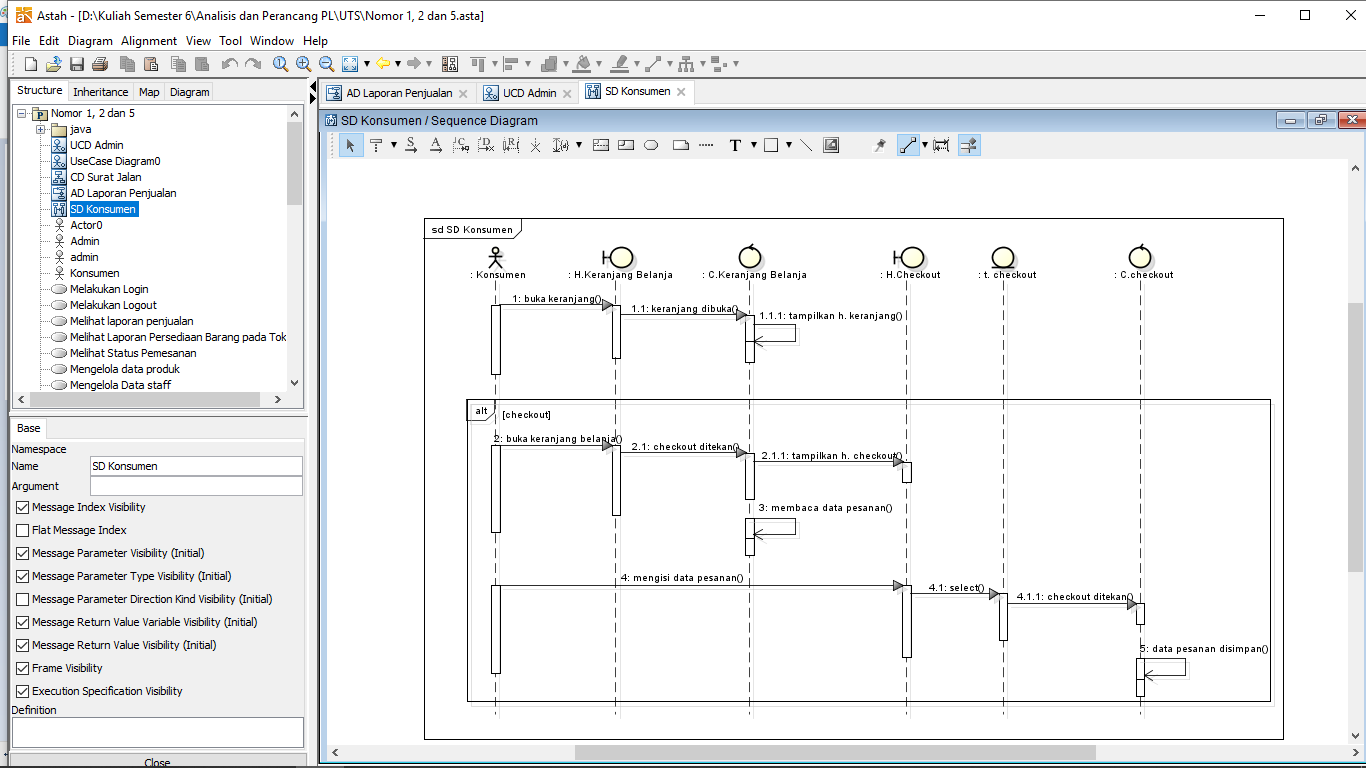 Astah - [D:\Kuliah Semester 6\Analisis dan Perancang PL\UTS\Nomor 1, 2 dan 5.asta]
File Edit Diagram Alignment View Tool Window Help
Structure Inheritance Map Diagram
Nomor 1, 2 dan 5
java
UCD Admin
UseCase Diagram0
CD Surat Jalan
AD Laporan Penjualan
SD Konsumen
Actor0
Admin
admin
Konsumen
Melakukan Login
Melakukan Logout
Melihat laporan penjualan
Melihat Laporan Persediaan Barang pada Tok
Melihat Status Pemesanan
Mengelola data produk
Mengelola Data staff
Base
Namespace
Name SD Konsumen
Argument
Message Index Visibility
Flat Message Index
Message Parameter Visibility (Initial)
Message Parameter Type Visibility (Initial)
Message Parameter Direction Kind Visibility (Initial)
Message Return Value Variable Visibility (Initial)
Message Return Value Visibility (Initial)
Frame Visibility
Execution Specification Visibility
Definition
Close
AD Laporan Penjualan UCD Admin SD Konsumen
SD Konsumen / Sequence Diagram
sd SD Konsumen
: Konsumen : H.Keranjang Belanja : C.Keranjang Belanja : H.Checkout : t. checkout : C.checkout
1: buka keranjang()
1.1: keranjang dibuka()
1.1.1: tampilkan h. keranjang()
alt [checkout]
2: buka keranjang belanja()
2.1: checkout ditekan()
2.1.1: tampilkan h. checkout()
3: membaca data pesanan()
4: mengisi data pesanan()
4.1: select()
4.1.1: checkout ditekan()
5: data pesanan disimpan()